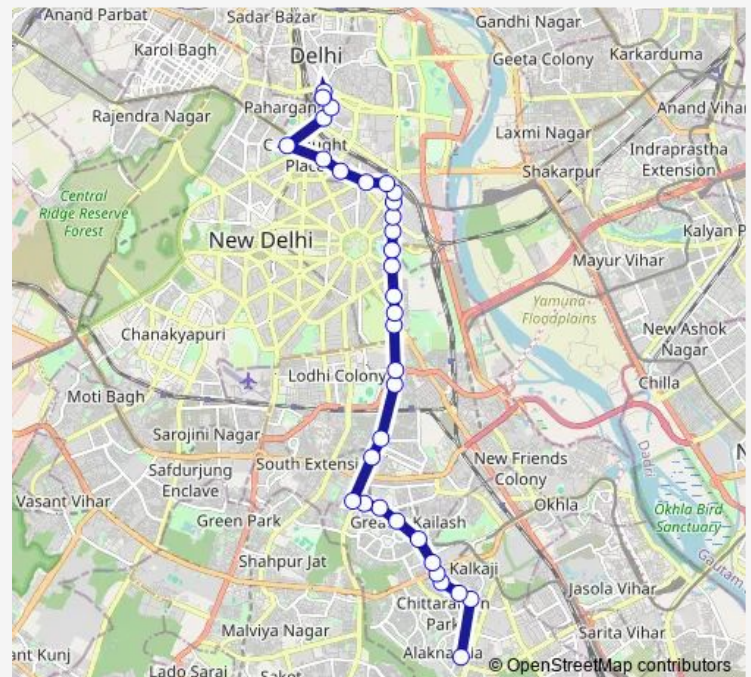 Anand Parbat
Sadar Bazar
Gandhi Nagar
Karol Bagh
Delhi
Geeta Colony
Karkarduma
Rajendra Nagar
Anand
Laxmi Nagar
Place
Shakarpur
Indraprastha
Extension
Central
Ridge Reserve
Forest
New Delhi
Kalyan
Mayur Vihar
Yamuna
Floodplains
Chanakyapuri
New Ashok
Nagar
Lodhi Colony
Chilla
Moti Bagh
Sarojini Nagar
Dadri
South
Safdurjung
Enclave
New Friends
Colony
Vasant Vihar
Okhla
Okhla Bird
Sanctuary
Green Park
Kailash
Shahpur Jat
Kalkaji
Jasola Vihar
Park
Malviya Nagar
Sarita Vihar
Lado Sarai
© OpenStreetMap contributors